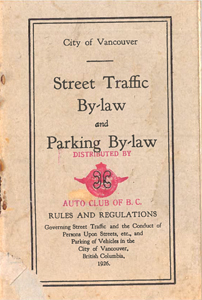 City of Vancouver
Street Traffic
By-law
and
Parking By-law
DISTRIBUTED BY
AUTO CLUB OF B.C.
RULES AND REGULATIONS
Governing Street Traffic and the Conduct of
Persons Upon Streets, etc., and
Parking of Vehicles in the
City of Vancouver,
British Columbia,
1926.